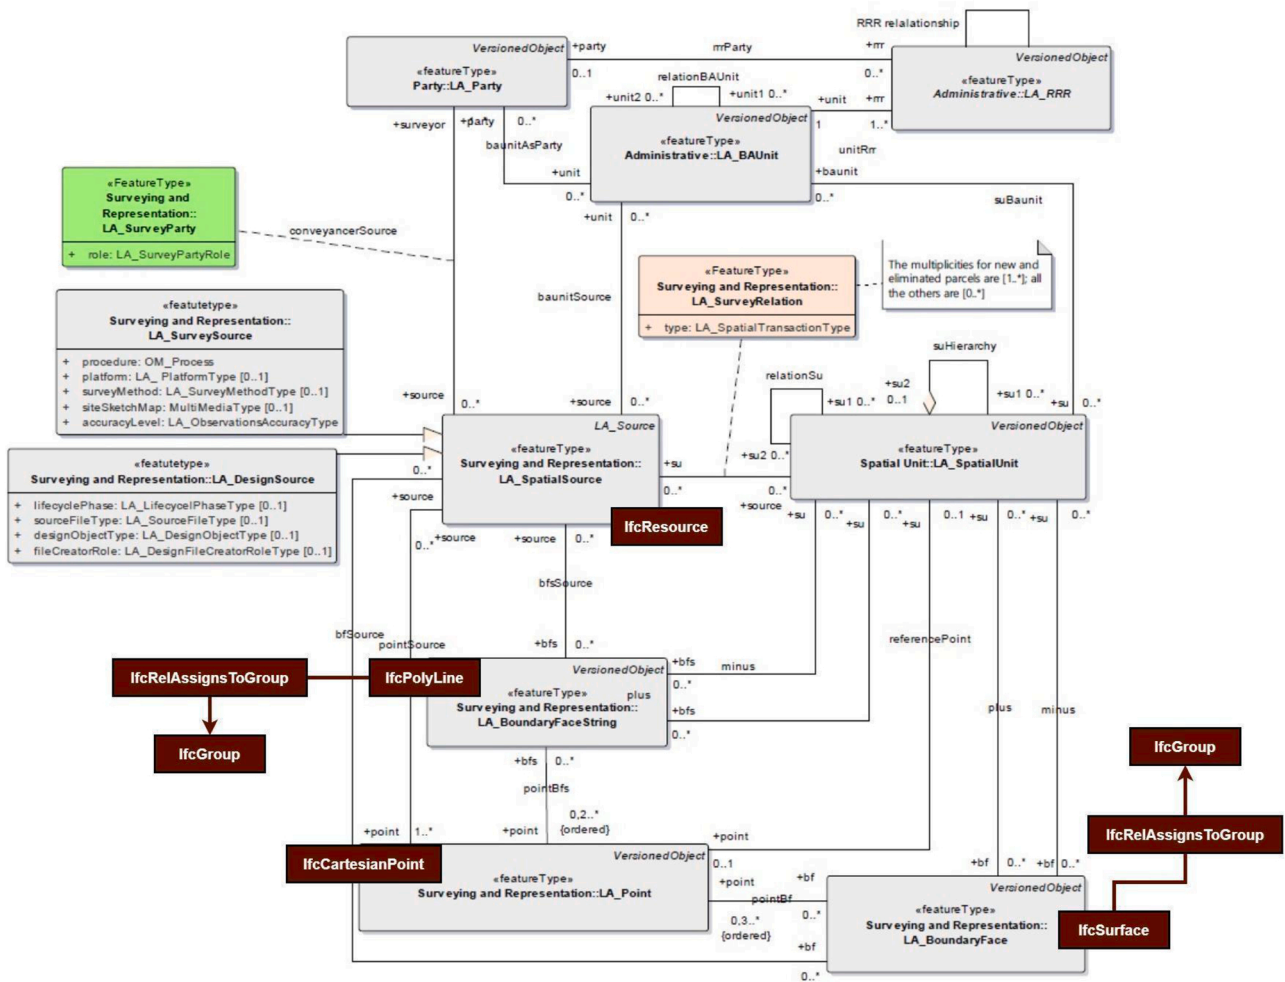 RRR relalationship
VersionedObject
«featureType»
Party::LA_Party
+party
0..1
rrrParty
+rrr
0..*
VersionedObject
«featureType»
Administrative::LA_RRR
relationBAUnit
+unit2 0..*
+unit1 0..*
+unit
1
+rrr
1..*
unitRrr
+surveyor
+party
0..*
baunitAsParty
+unit
0..*
VersionedObject
«featureType»
Administrative::LA_BAUnit
+baunit
0..*
suBaunit
+unit
0..*
«FeatureType»
Surveying and
Representation::
LA_SurveyParty
+ role: LA_SurveyPartyRole
conveyancerSource
«FeatureType»
Surveying and Representation::
LA_SurveyRelation
+ type: LA_SpatialTransactionType
The multiplicities for new and
eliminated parcels are [1..*]; all
the others are [0..*]
baunitSource
«featutetype»
Surveying and Representation::
LA_SurveySource
+ procedure: OM_Process
+ platform: LA_ PlatformType [0..1]
+ surveyMethod: LA_SurveyMethodType [0..1]
+ siteSketchMap: MultiMediaType [0..1]
+ accuracyLevel: LA_ObservationsAccuracyType
suHierarchy
relationSu
+su2
0..1
+su1 0..*
+su1 0..*
+su
0..*
+su2 0..*
+source
0..*
+source
0..*
LA_Source
«featureType»
Surveying and Representation::
LA_SpatialSource
+su
0..*
0..*
+source
VersionedObject
«featureType»
Spatial Unit::LA_SpatialUnit
«featutetype»
Surveying and Representation::LA_DesignSource
+ lifecyclePhase: LA_LifecycelPhaseType [0..1]
+ sourceFileType: LA_SourceFileType [0..1]
+ designObjectType: LA_DesignObjectType [0..1]
+ fileCreatorRole: LA_DesignFileCreatorRoleType [0..1]
0..*
+source
0..*
+source
+source
0..*
IfcResource
+su
0..*
+su
0..*
+su
0..1
+su
0..*
+su
0..*
bfsSource
bfSource
pointSource
+bfs
0..*
referencePoint
IfcRelAssignsToGroup
IfcPolyLine
IfcGroup
VersionedObject
«featureType»
Surveying and Representation::
LA_BoundaryFaceString
+bfs
minus
0..*
plus
+bfs
0..*
plus
minus
+bfs
0..*
pointBfs
0,2..*
{ordered}
+point
1..*
+point
+point
0..1
IfcGroup
IfcRelAssignsToGroup
IfcCartesianPoint
VersionedObject
«featureType»
Surveying and Representation::LA_Point
+point
pointBf
0,3..*
{ordered}
+bf
0..*
+bf
0..*
+bf
0..*
+bf
0..*
VersionedObject
«featureType»
Surveying and Representation::
LA_BoundaryFace
IfcSurface